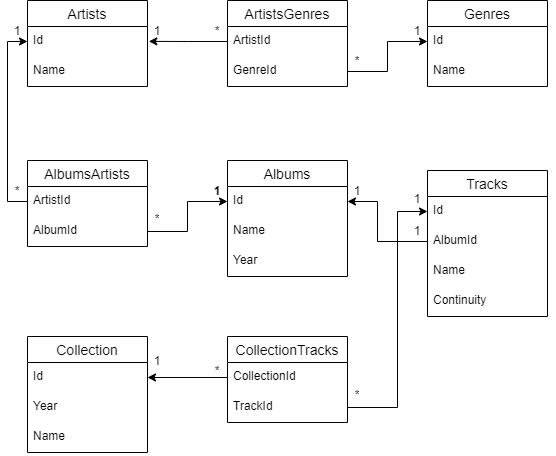 Artists
ArtistsGenres
Genres
1
Id
Name
1
*
ArtistId
GenreId
*
1
Id
Name
AlbumsArtists
*
ArtistId
AlbumId
*
Albums
1
Id
Name
Year
1
Tracks
1
Id
1
AlbumId
Name
Continuity
Collection
Id
Year
Name
1
*
CollectionTracks
CollectionId
TrackId
*